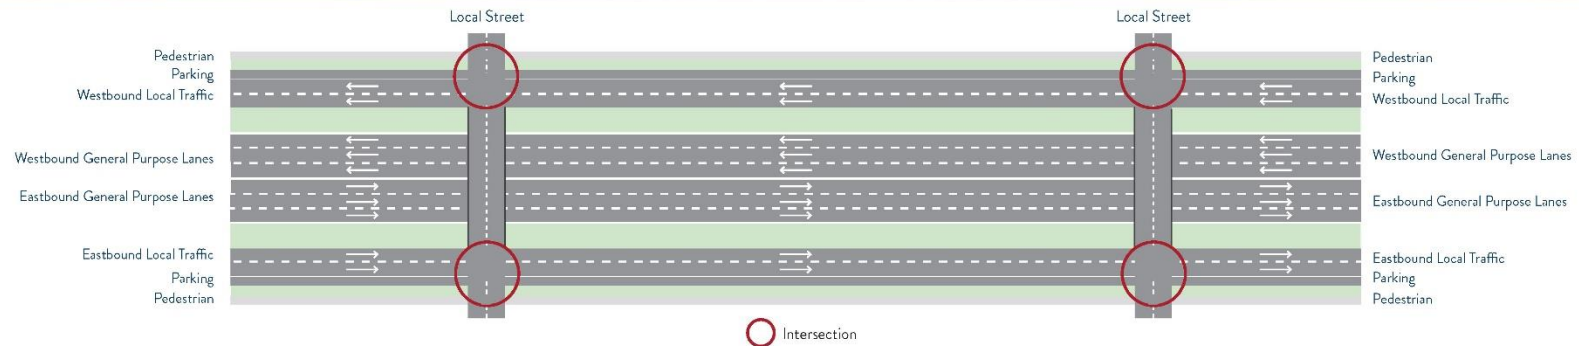 Local Street
Local Street
Pedestrian
Parking
Westbound Local Traffic
Westbound General Purpose Lanes
Eastbound General Purpose Lanes
Eastbound Local Traffic
Parking
Pedestrian
Pedestrian
Parking
Westbound Local Traffic
Westbound General Purpose Lanes
Eastbound General Purpose Lanes
Eastbound Local Traffic
Parking
Pedestrian
Intersection